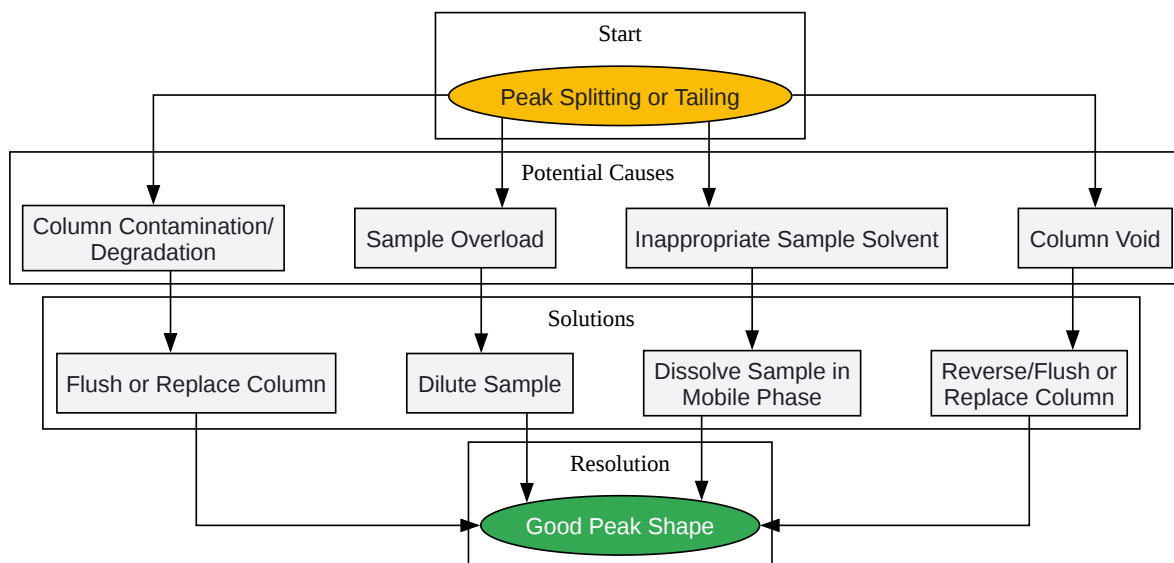 Start
Peak Splitting or Tailing
Potential Causes
Column Contamination/
Degradation
Sample Overload
Inappropriate Sample Solvent
Column Void
Solutions
Flush or Replace Column
Dilute Sample
Dissolve Sample in
Mobile Phase
Reverse/Flush or
Replace Column
Resolution
Good Peak Shape